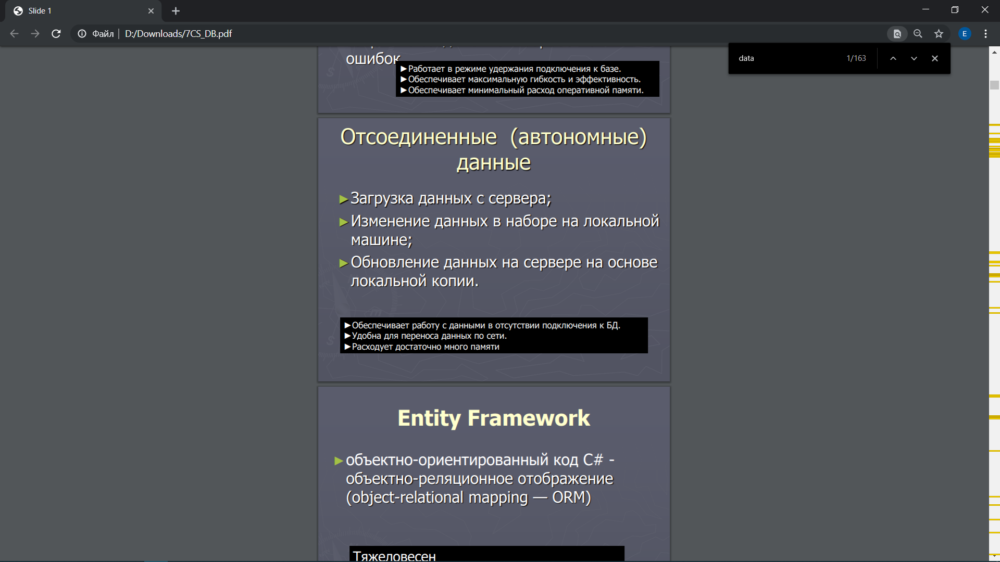 Slide 1
Файл
D:/Downloads/7CS_DB.pdf
E
data
1/163
ошибок
►Работает в режиме удержания подключения к базе.
►Обеспечивает максимальную гибкость и эффективность.
►Обеспечивает минимальный расход оперативной памяти.
Отсоединенные (автономные)
данные
►Загрузка данных с сервера;
►Изменение данных в наборе на локальной
машине;
►Обновление данных на сервере на основе
локальной копии.
►Обеспечивает работу с данными в отсутствии подключения к БД.
►Удобна для переноса данных по сети.
►Расходует достаточно много памяти
Entity Framework
►объектно-ориентированный код C# -
объектно-реляционное отображение
(object-relational mapping — ORM)
Тяжеловесен